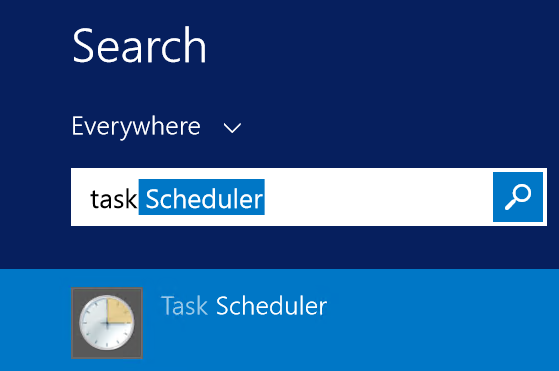 Search
Everywhere
task Scheduler
Task Scheduler